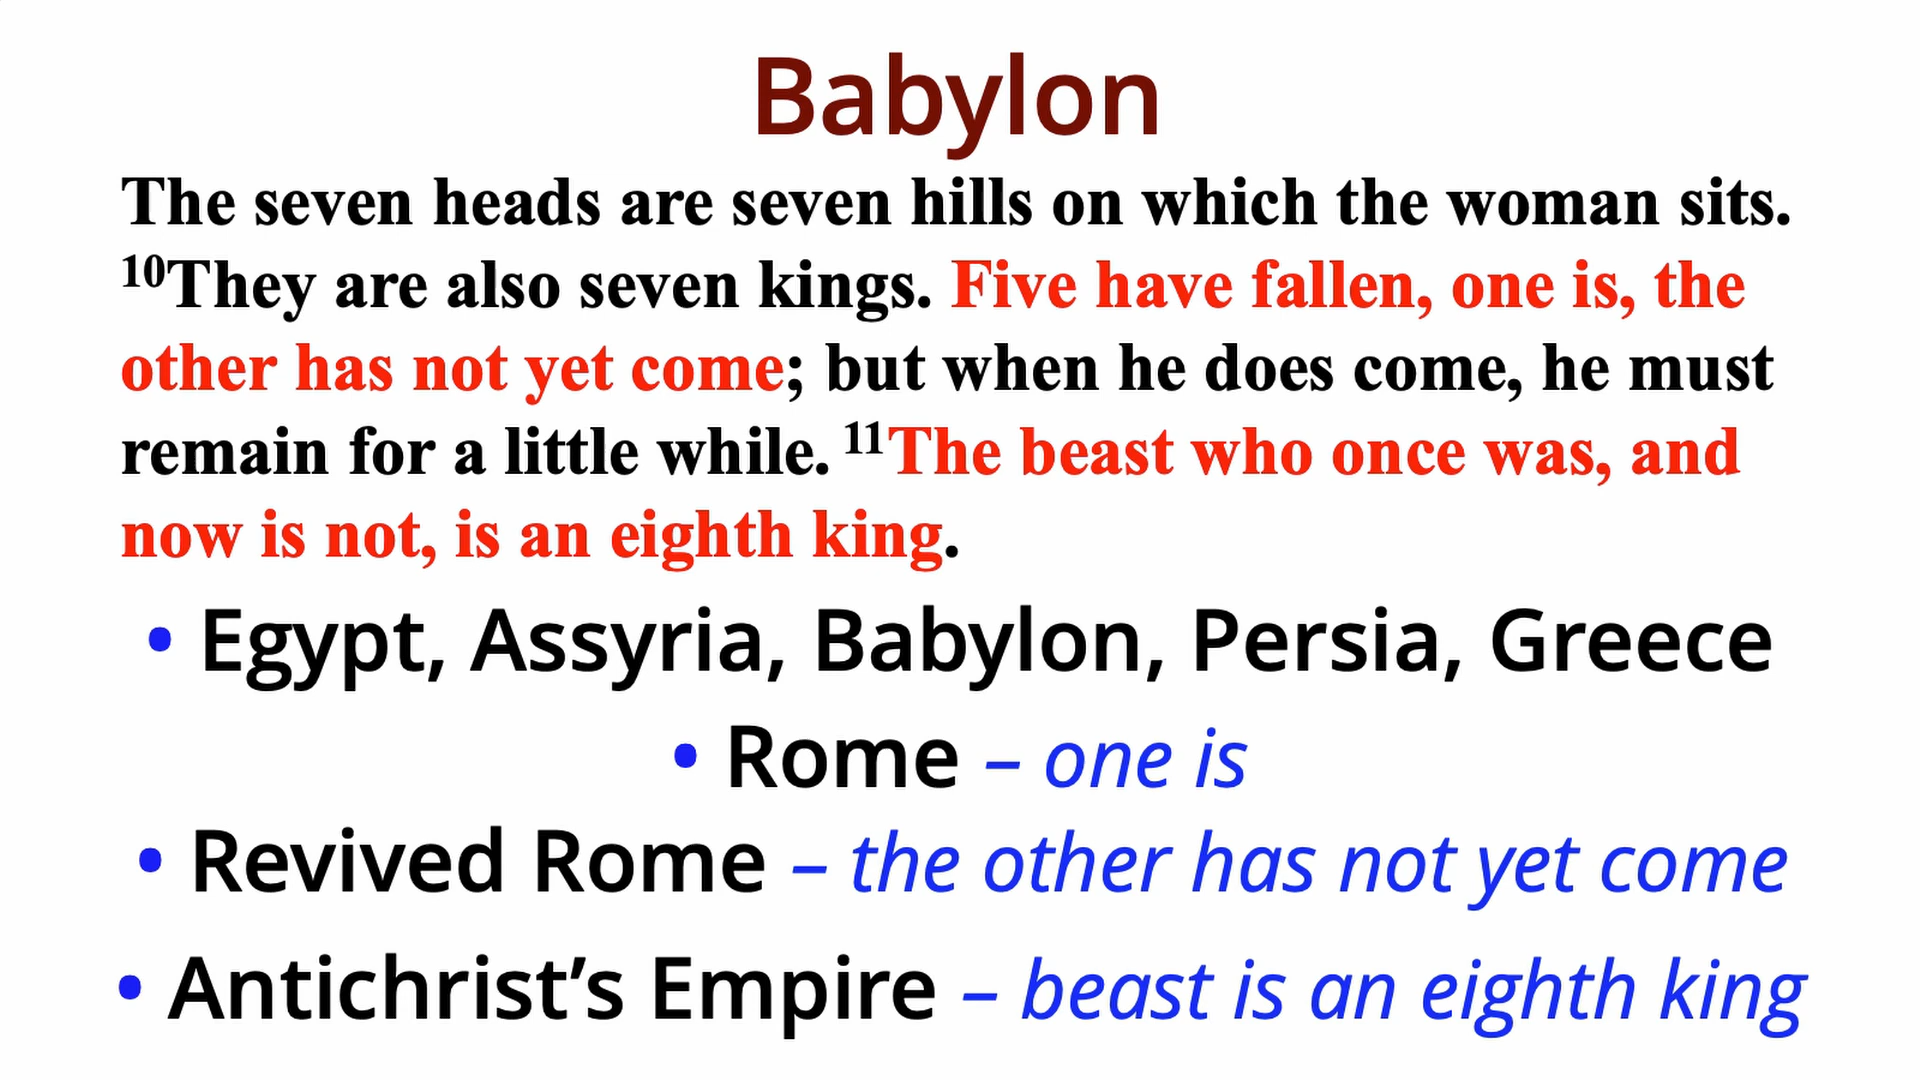 Babylon
The seven heads are seven hills on which the woman sits.
¹⁰They are also seven kings. Five have fallen, one is, the
other has not yet come; but when he does come, he must
remain for a little while. ¹¹The beast who once was, and
now is not, is an eighth king.
• Egypt, Assyria, Babylon, Persia, Greece
• Rome – one is
• Revived Rome – the other has not yet come
• Antichrist’s Empire – beast is an eighth king